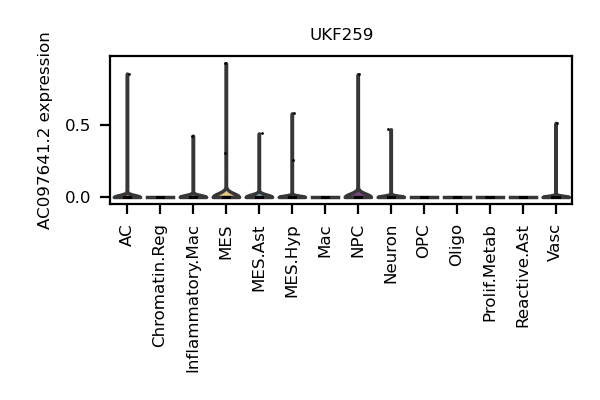 UKF259
AC097641.2 expression
0.5
0.0
AC
Chromatin.Reg
Inflammatory.Mac
MES
MES.Ast
MES.Hyp
Mac
NPC
Neuron
OPC
Oligo
Prolif.Metab
Reactive.Ast
Vasc